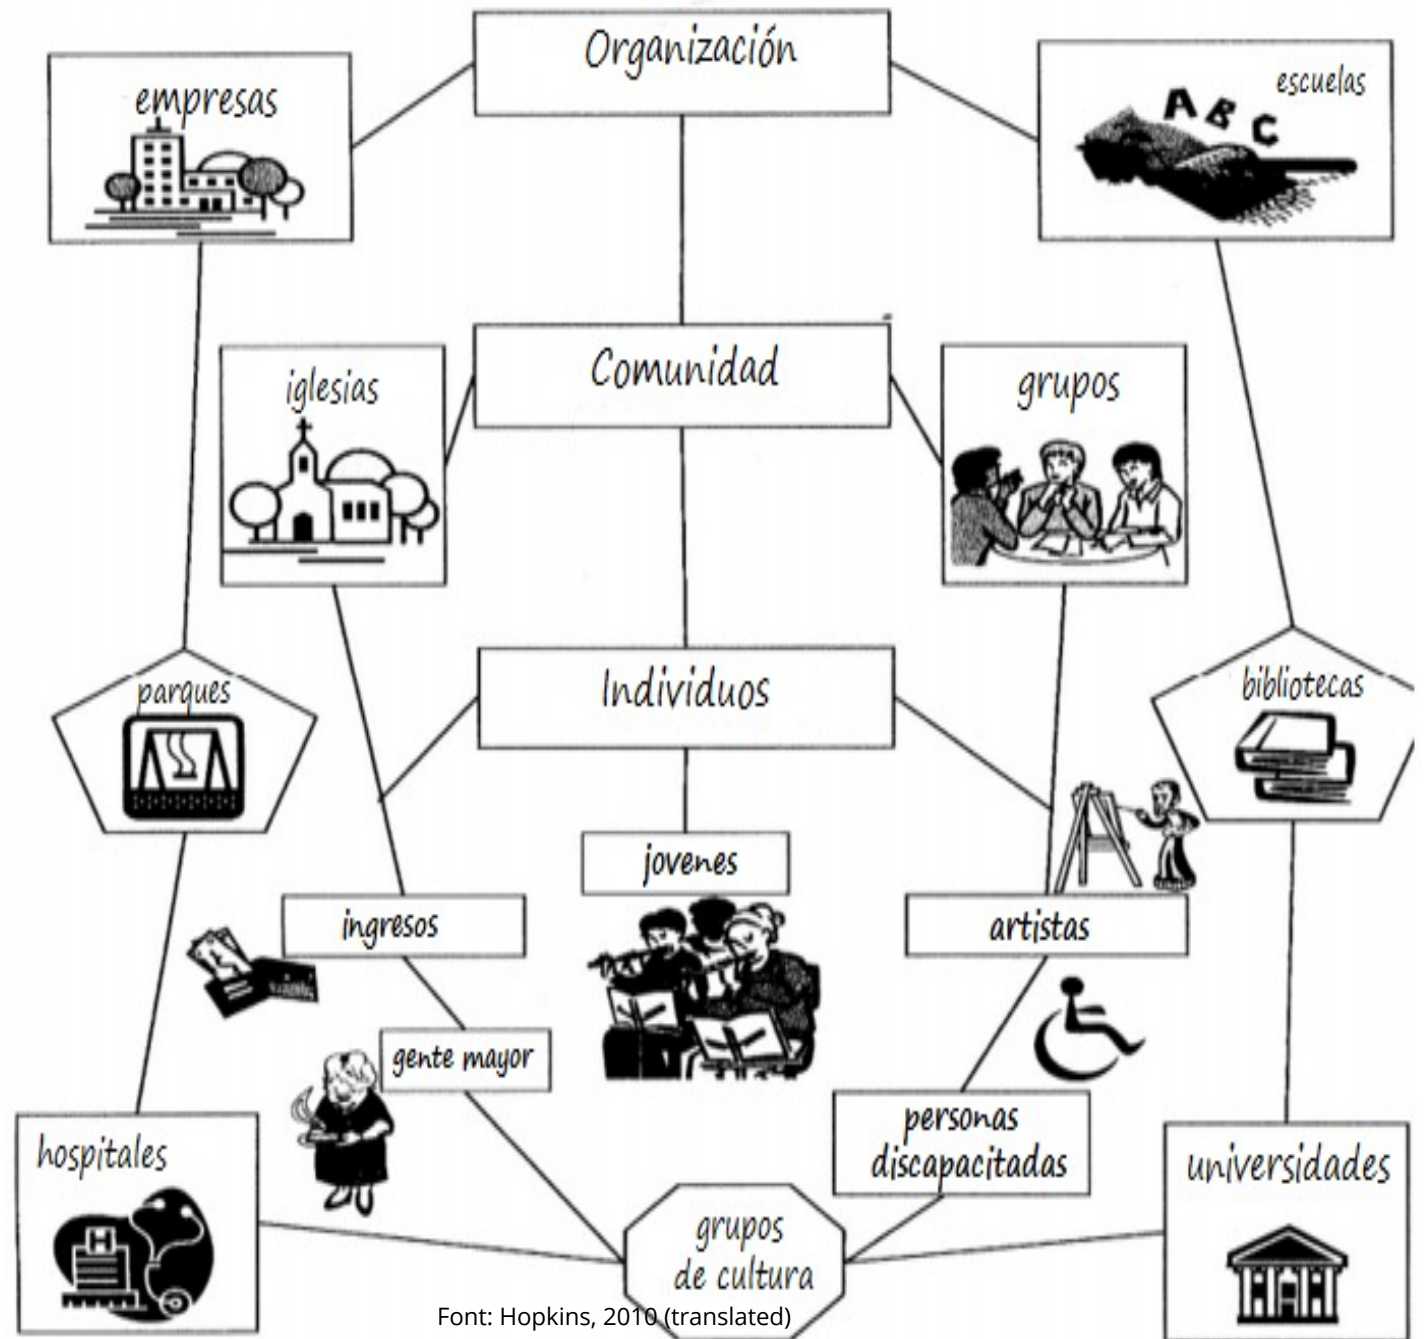 Organización
empresas
escuelas
A B C
Comunidad
iglesias
grupos
Individuos
parques
bibliotecas
jovenes
ingresos
artistas
gente mayor
personas
discapacitadas
hospitales
H
universidades
grupos
de cultura
Font: Hopkins, 2010 (translated)